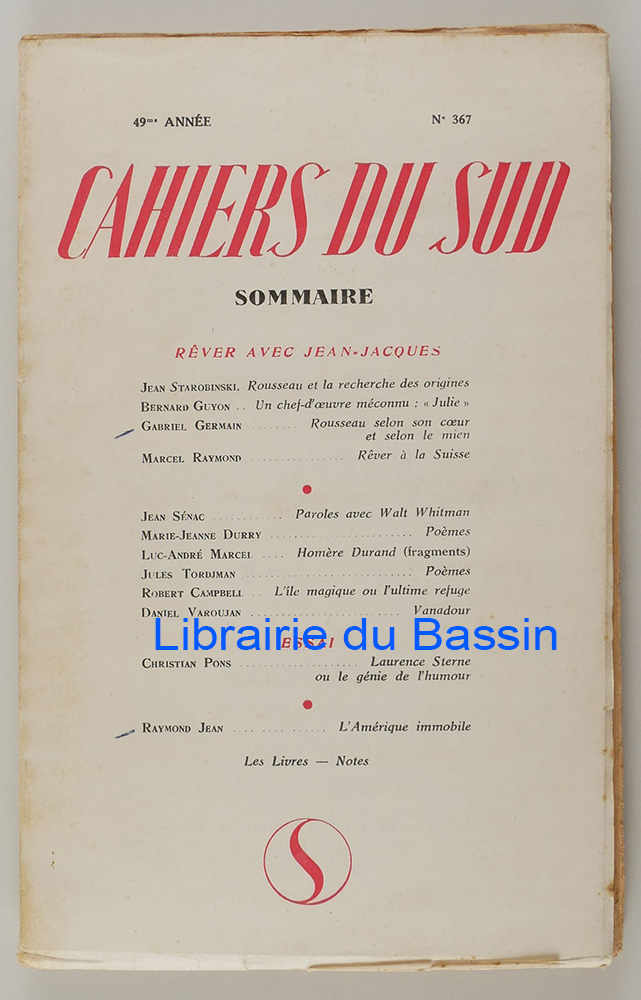 49me ANNÉE N° 367
CAHIERS DU SUD
SOMMAIRE
RÊVER AVEC JEAN-JACQUES
JEAN STAROBINSKI. Rousseau et la recherche des origines
BERNARD GUYON .. Un chef-d'œuvre méconnu : « Julie »
GABRIEL GERMAIN ........ Rousseau selon son cœur
et selon le mien
MARCEL RAYMOND ................ Rêver à la Suisse
JEAN SÉNAC ............ Paroles avec Walt Whitman
MARIE-JEANNE DURRY ........................ Poèmes
LUC-ANDRÉ MARCEL .... Homère Durand (fragments)
JULES TORDJMAN ............................ Poèmes
ROBERT CAMPBELL .. L'île magique ou l'ultime refuge
DANIEL VAROUJAN ........................ Vanadour
ESSAI
Librairie du Bassin
CHRISTIAN PONS .................... Laurence Sterne
ou le génie de l'humour
RAYMOND JEAN .... .... ...... L'Amérique immobile
Les Livres — Notes
S